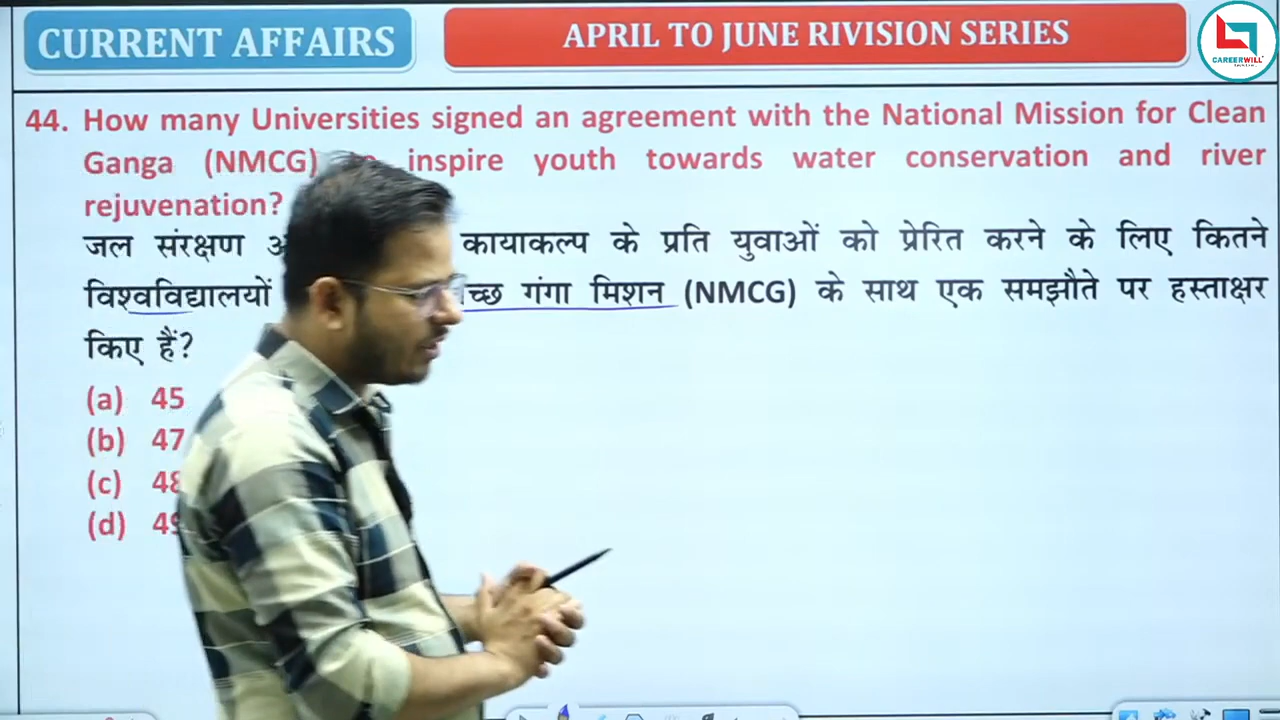 CURRENT AFFAIRS
APRIL TO JUNE RIVISION SERIES
CAREERWILL
44. How many Universities signed an agreement with the National Mission for Clean
Ganga (NMCG) inspire youth towards water conservation and river
rejuvenation?
जल संरक्षण कायाकल्प के प्रति युवाओं को प्रेरित करने के लिए कितने
विश्वविद्यालयों गंगा मिशन (NMCG) के साथ एक समझौते पर हस्ताक्षर
किए हैं?
(a) 45
(b) 47
(c) 48
(d) 49